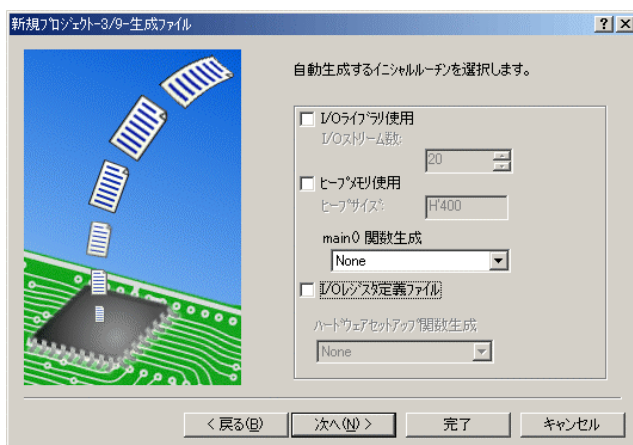 新規プロジェクト-3/9-生成ファイル
自動生成するイニシャルルーチンを選択します。
I/Oライブラリ使用
I/Oストリーム数:
20
ヒープメモリ使用
ヒープサイズ:
H'400
main() 関数生成
None
I/Oレジスタ定義ファイル
ハードウェアセットアップ関数生成
None
< 戻る(B)
次へ(N) >
完了
キャンセル